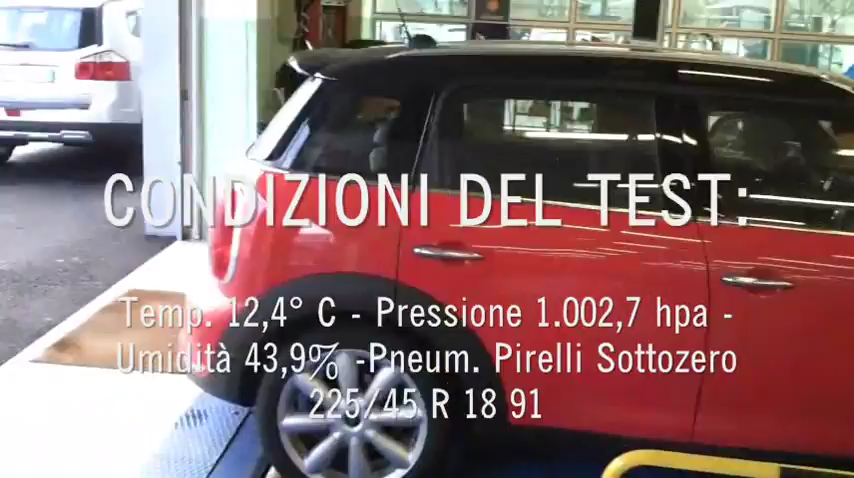 CONDIZIONI DEL TEST:
Temp. 12,4° C - Pressione 1.002,7 hpa -
Umidità 43,9% -Pneum. Pirelli Sottozero
225/45 R 18 91